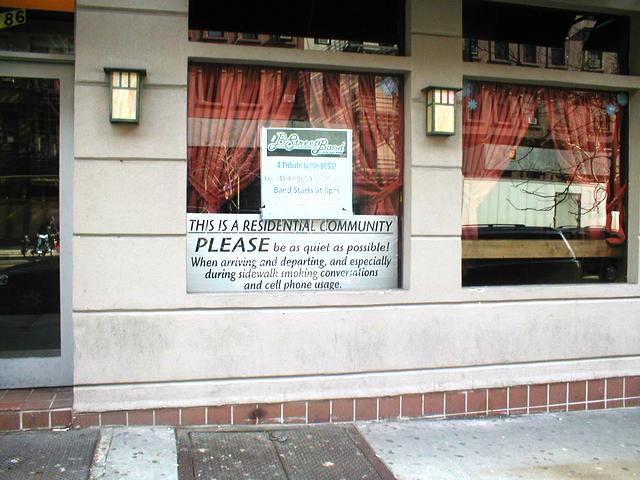 86
Street Band
A Tribute to the BOSS!
Band Starts at 8pm
THIS IS A RESIDENTIAL COMMUNITY
PLEASE be as quiet as possible!
When arriving and departing, and especially
during sidewalk smoking conversations
and cell phone usage.